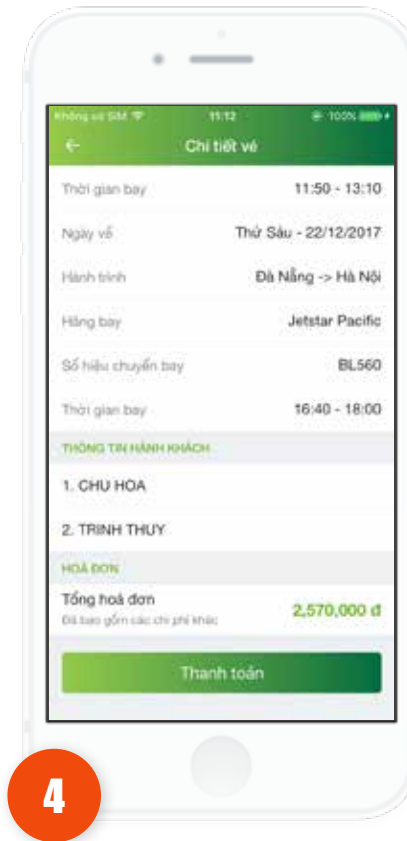 Không có SIM 11:12 100%
Chi tiết vé
Thời gian bay 11:50 - 13:10
Ngày về Thứ Sáu - 22/12/2017
Hành trình Đà Nẵng -> Hà Nội
Hãng bay Jetstar Pacific
Số hiệu chuyến bay BL560
Thời gian bay 16:40 - 18:00
THÔNG TIN HÀNH KHÁCH
1. CHU HOA
2. TRINH THUY
HOÁ ĐƠN
Tổng hoá đơn 2,570,000 đ
Đã bao gồm các chi phí khác
Thanh toán
4